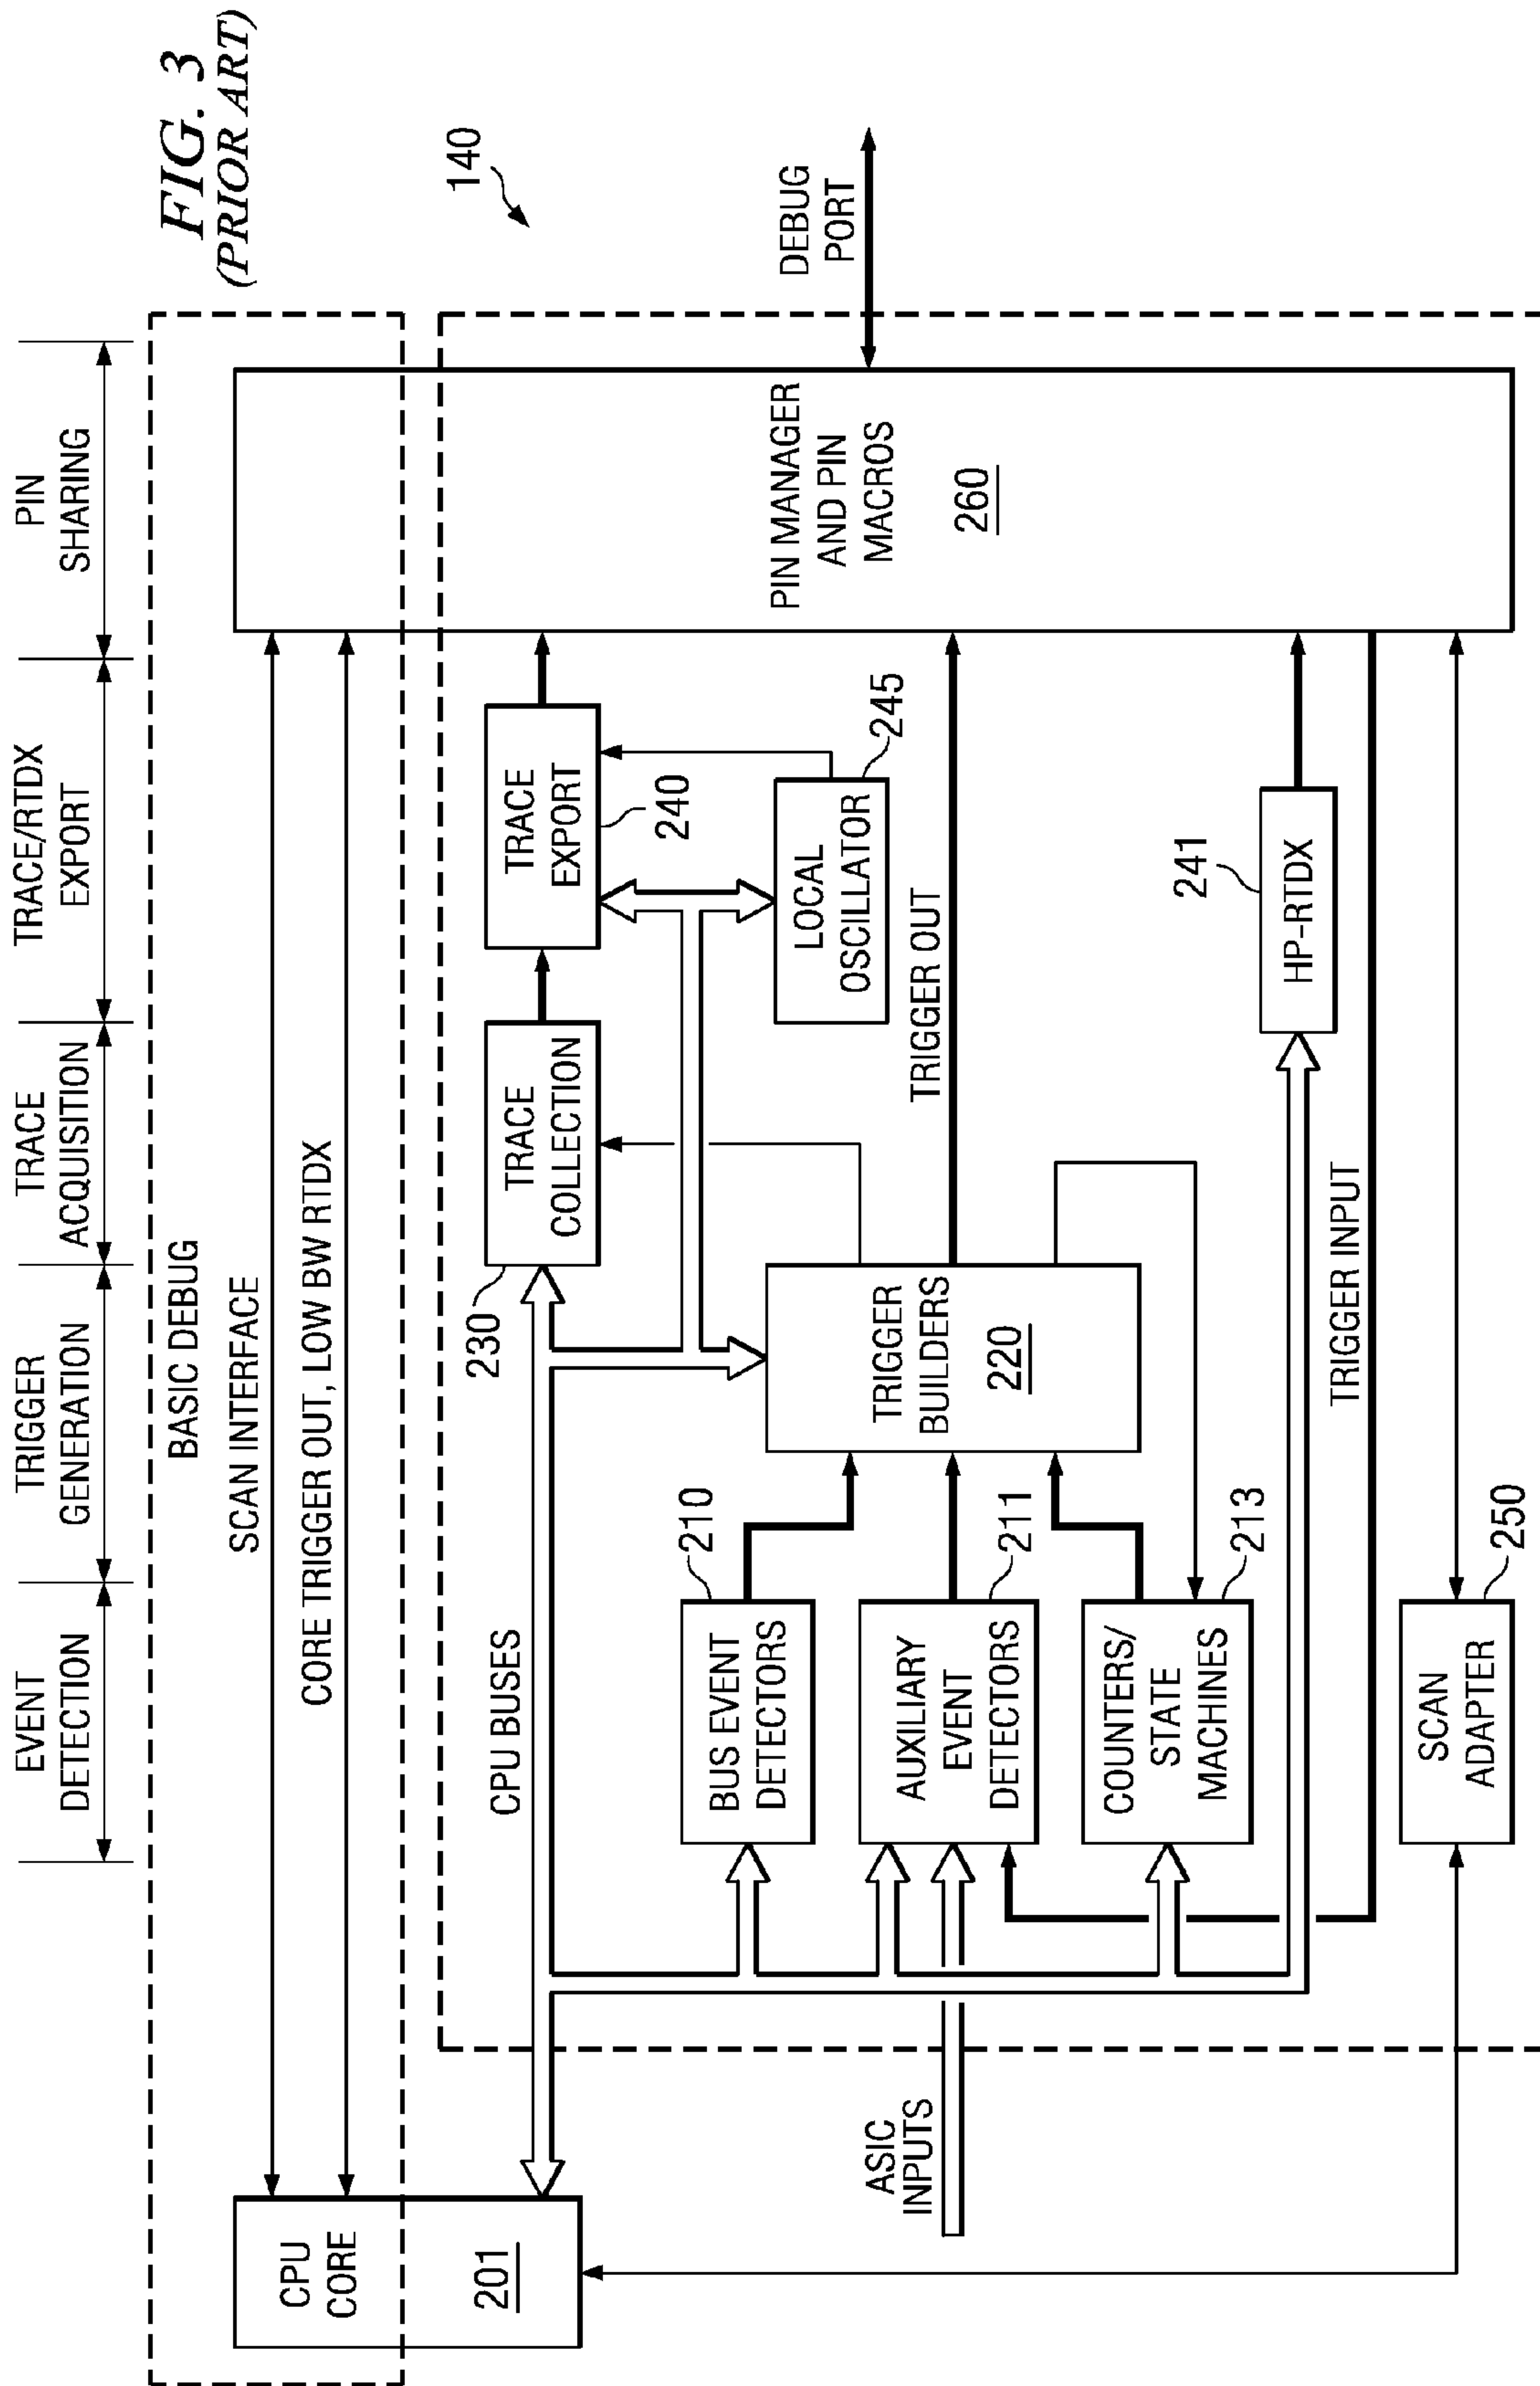 FIG. 3
(PRIOR ART)
EVENT
DETECTION
TRIGGER
GENERATION
TRACE
ACQUISITION
TRACE/RTDX
EXPORT
PIN
SHARING
BASIC DEBUG
SCAN INTERFACE
CORE TRIGGER OUT, LOW BW RTDX
CPU
CORE
201
140
CPU BUSES
230
TRACE
COLLECTION
TRACE
EXPORT
240
LOCAL
OSCILLATOR
245
BUS EVENT
DETECTORS
210
AUXILIARY
EVENT
DETECTORS
211
COUNTERS/
STATE
MACHINES
213
TRIGGER
BUILDERS
220
TRIGGER OUT
PIN MANAGER
AND PIN
MACROS
260
DEBUG
PORT
ASIC
INPUTS
241
HP-RTDX
TRIGGER INPUT
SCAN
ADAPTER
250